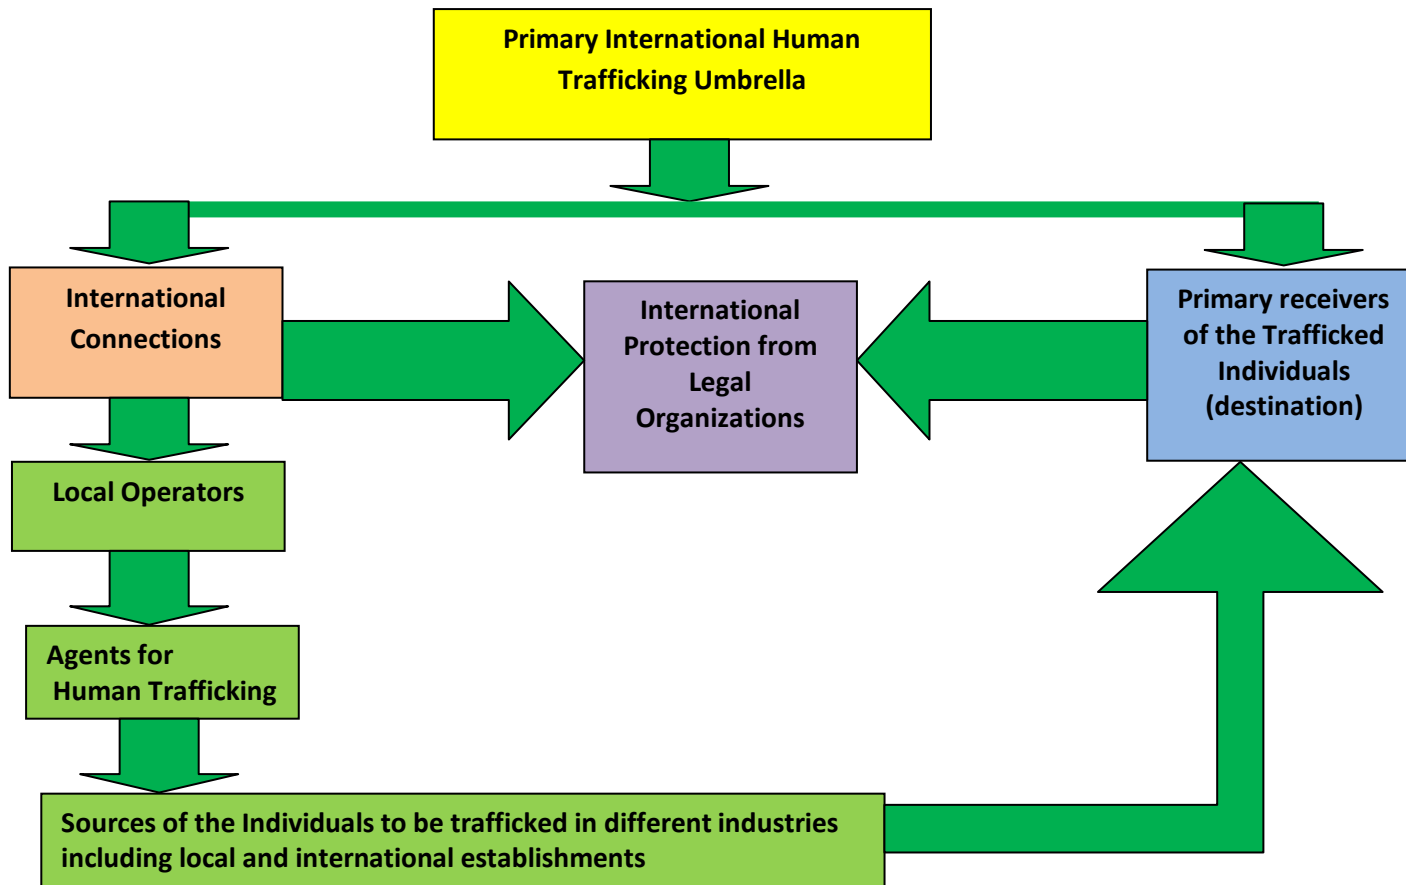 Primary International Human
Trafficking Umbrella
International
Connections
International
Protection from
Legal
Organizations
Primary receivers
of the Trafficked
Individuals
(destination)
Local Operators
Agents for
Human Trafficking
Sources of the Individuals to be trafficked in different industries
including local and international establishments